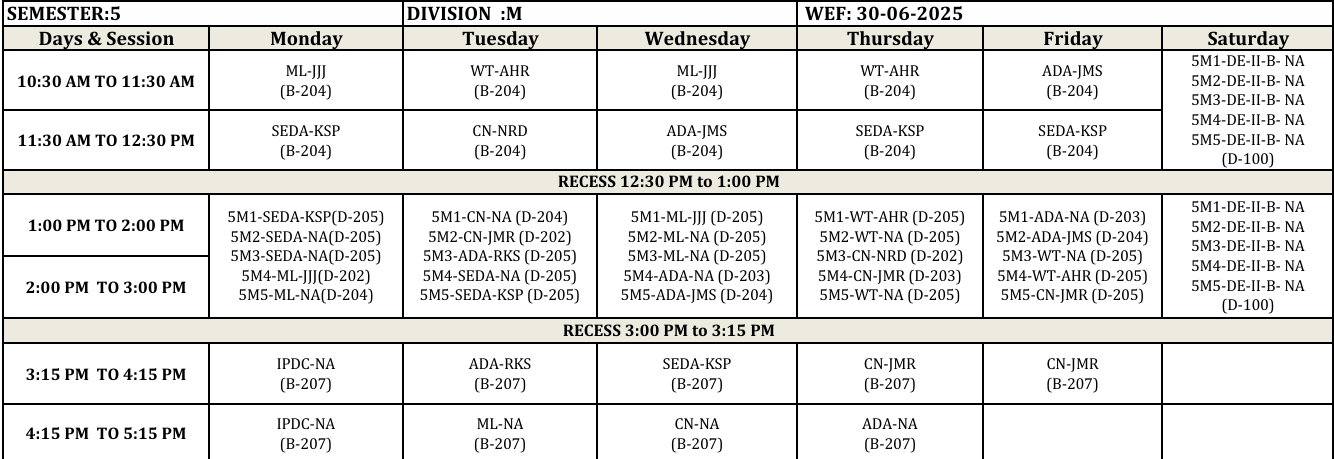 SEMESTER:5 DIVISION :M WEF: 30-06-2025
Days & Session Monday Tuesday Wednesday Thursday Friday Saturday
10:30 AM TO 11:30 AM
ML-JJJ
(B-204)
WT-AHR
(B-204)
ML-JJJ
(B-204)
WT-AHR
(B-204)
ADA-JMS
(B-204)
5M1-DE-II-B- NA
5M2-DE-II-B- NA
5M3-DE-II-B- NA
5M4-DE-II-B- NA
5M5-DE-II-B- NA
(D-100)
11:30 AM TO 12:30 PM
SEDA-KSP
(B-204)
CN-NRD
(B-204)
ADA-JMS
(B-204)
SEDA-KSP
(B-204)
SEDA-KSP
(B-204)
RECESS 12:30 PM to 1:00 PM
1:00 PM TO 2:00 PM
2:00 PM TO 3:00 PM
5M1-SEDA-KSP(D-205)
5M2-SEDA-NA(D-205)
5M3-SEDA-NA(D-205)
5M4-ML-JJJ(D-202)
5M5-ML-NA(D-204)
5M1-CN-NA (D-204)
5M2-CN-JMR (D-202)
5M3-ADA-RKS (D-205)
5M4-SEDA-NA (D-205)
5M5-SEDA-KSP (D-205)
5M1-ML-JJJ (D-205)
5M2-ML-NA (D-205)
5M3-ML-NA (D-205)
5M4-ADA-NA (D-203)
5M5-ADA-JMS (D-204)
5M1-WT-AHR (D-205)
5M2-WT-NA (D-205)
5M3-CN-NRD (D-202)
5M4-CN-JMR (D-203)
5M5-WT-NA (D-205)
5M1-ADA-NA (D-203)
5M2-ADA-JMS (D-204)
5M3-WT-NA (D-205)
5M4-WT-AHR (D-205)
5M5-CN-JMR (D-205)
5M1-DE-II-B- NA
5M2-DE-II-B- NA
5M3-DE-II-B- NA
5M4-DE-II-B- NA
5M5-DE-II-B- NA
(D-100)
RECESS 3:00 PM to 3:15 PM
3:15 PM TO 4:15 PM
IPDC-NA
(B-207)
ADA-RKS
(B-207)
SEDA-KSP
(B-207)
CN-JMR
(B-207)
CN-JMR
(B-207)
4:15 PM TO 5:15 PM
IPDC-NA
(B-207)
ML-NA
(B-207)
CN-NA
(B-207)
ADA-NA
(B-207)